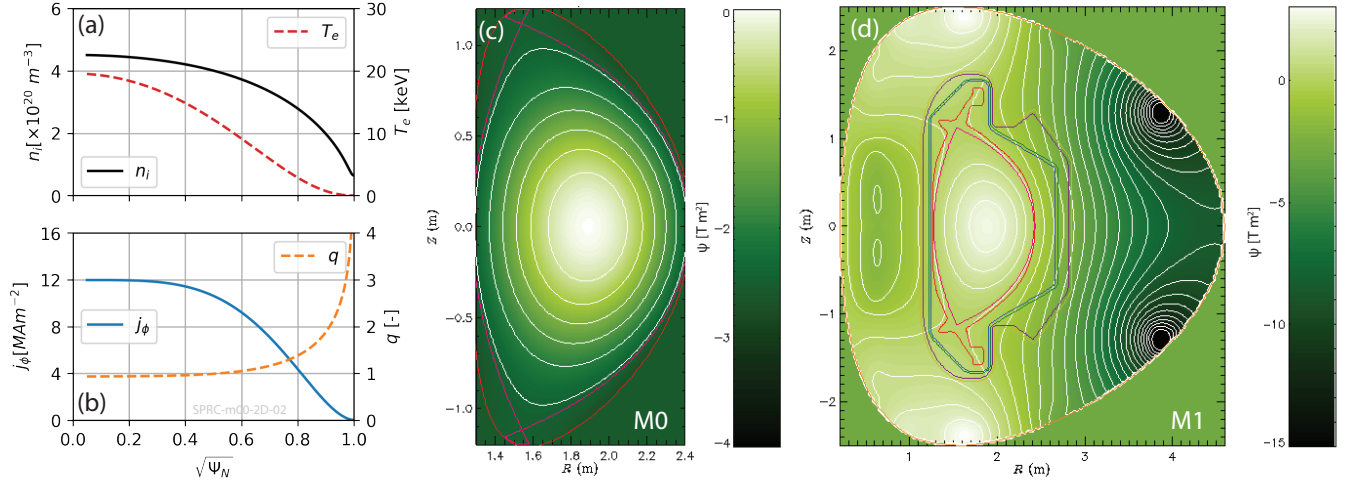 (a)
T_e
n_i
n_i[×10^20 m^-3]
T_e [keV]
6
4
2
0
30
20
10
0
(b)
q
j_ϕ
j_ϕ[MAm^-2]
q [-]
16
12
8
4
0
4
3
2
1
0
SPRC-m00-2D-02
0.0 0.2 0.4 0.6 0.8 1.0
√Ψ_N
(c)
M0
Z (m)
1.0
0.5
0.0
-0.5
-1.0
1.4 1.6 1.8 2.0 2.2 2.4
R (m)
ψ [T m²]
0
-1
-2
-3
-4
(d)
M1
Z (m)
2
1
0
-1
-2
1 2 3 4
R (m)
ψ [T m²]
0
-5
-10
-15